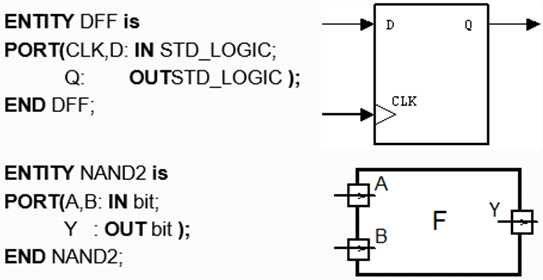 ENTITY DFF is
PORT(CLK,D: IN STD_LOGIC;
Q: OUTSTD_LOGIC );
END DFF;
D Q
CLK
ENTITY NAND2 is
PORT(A,B: IN bit;
Y : OUT bit );
END NAND2;
A
F
Y
B